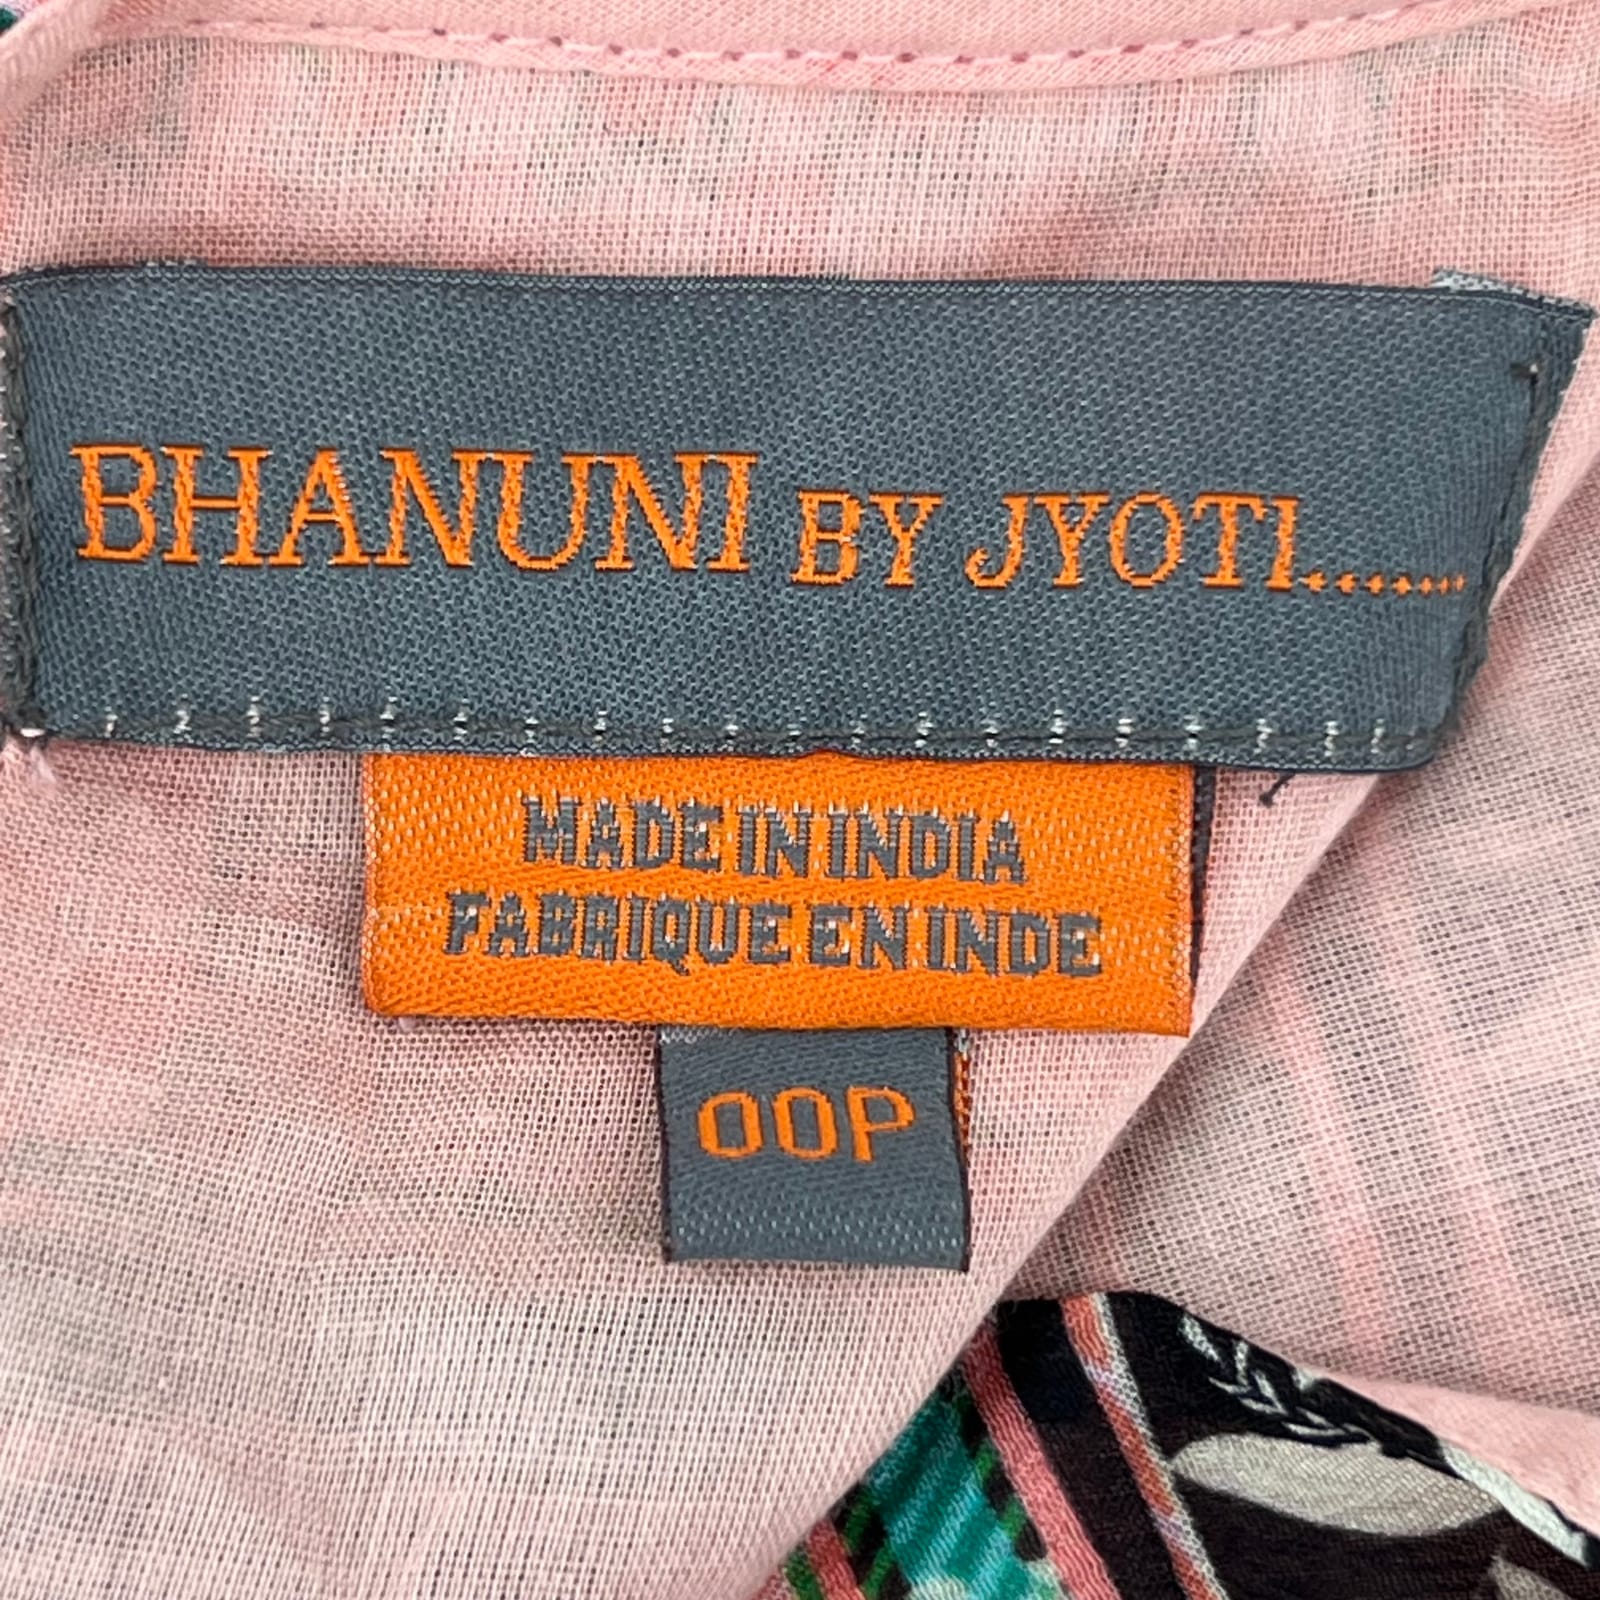 BHANUNI BY JYOTI.......
MADE IN INDIA
FABRIQUE EN INDE
00P